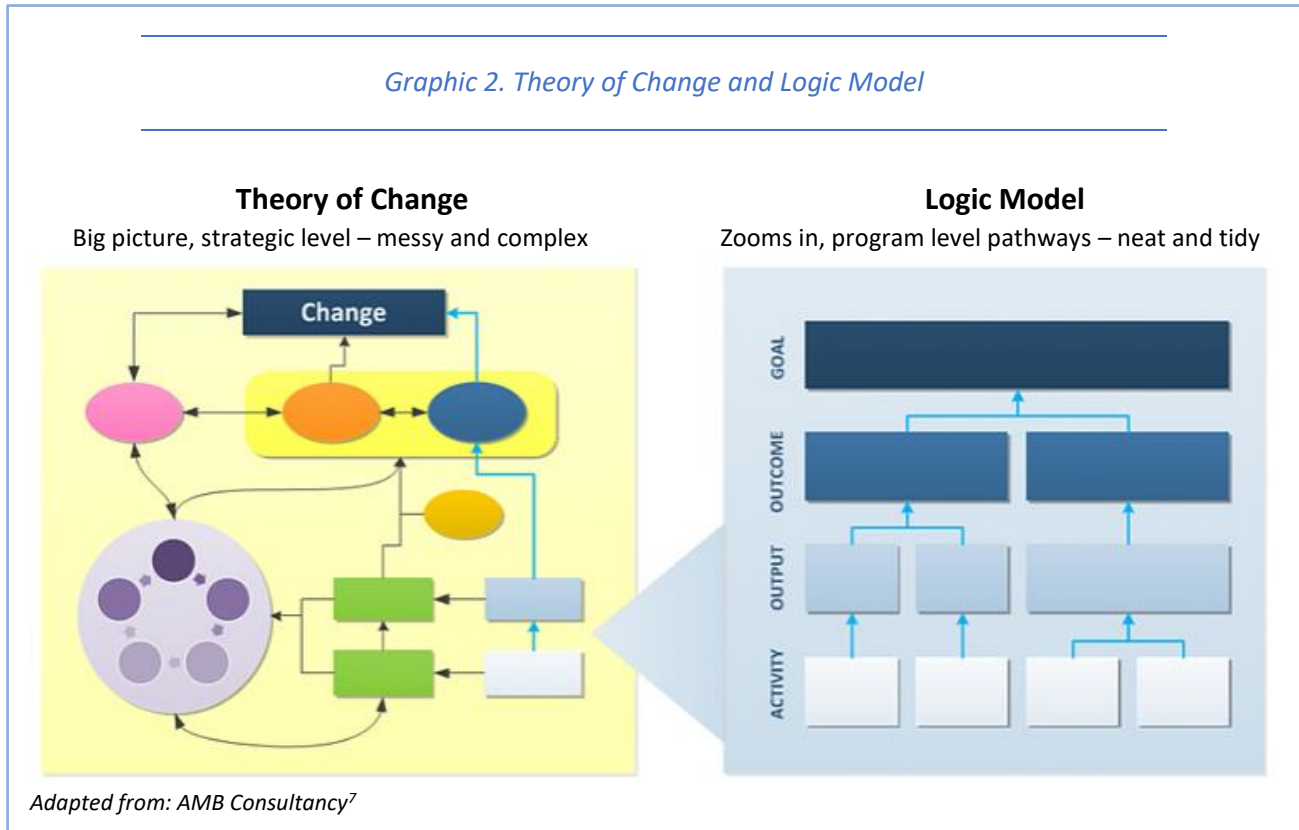 Graphic 2. Theory of Change and Logic Model
Theory of Change
Big picture, strategic level – messy and complex
Change
Logic Model
Zooms in, program level pathways – neat and tidy
GOAL
OUTCOME
OUTPUT
ACTIVITY
Adapted from: AMB Consultancy⁷